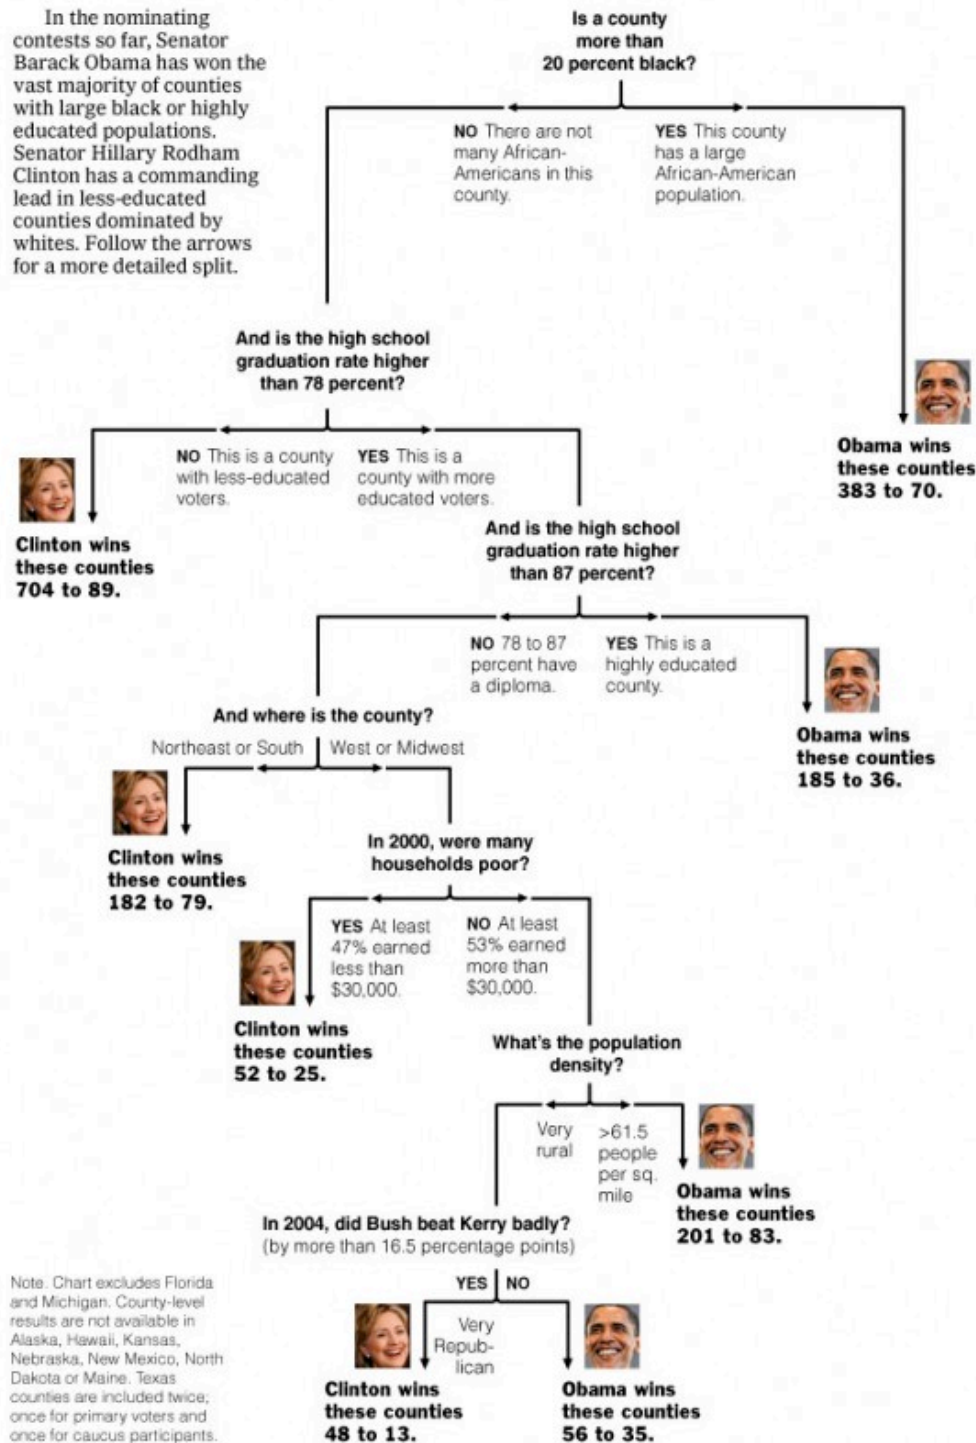 In the nominating
contests so far, Senator
Barack Obama has won the
vast majority of counties
with large black or highly
educated populations.
Senator Hillary Rodham
Clinton has a commanding
lead in less-educated
counties dominated by
whites. Follow the arrows
for a more detailed split.
Is a county
more than
20 percent black?
NO There are not
many African-
Americans in this
county.
YES This county
has a large
African-American
population.
And is the high school
graduation rate higher
than 78 percent?
Obama wins
these counties
383 to 70.
NO This is a county
with less-educated
voters.
YES This is a
county with more
educated voters.
Clinton wins
these counties
704 to 89.
And is the high school
graduation rate higher
than 87 percent?
NO 78 to 87
percent have
a diploma.
YES This is a
highly educated
county.
Obama wins
these counties
185 to 36.
And where is the county?
Northeast or South
West or Midwest
Clinton wins
these counties
182 to 79.
In 2000, were many
households poor?
YES At least
47% earned
less than
$30,000.
NO At least
53% earned
more than
$30,000.
Clinton wins
these counties
52 to 25.
What's the population
density?
Very
rural
>61.5
people
per sq.
mile
Obama wins
these counties
201 to 83.
In 2004, did Bush beat Kerry badly?
(by more than 16.5 percentage points)
YES
NO
Very
Repub-
lican
Clinton wins
these counties
48 to 13.
Obama wins
these counties
56 to 35.
Note. Chart excludes Florida
and Michigan. County-level
results are not available in
Alaska, Hawaii, Kansas,
Nebraska, New Mexico, North
Dakota or Maine. Texas
counties are included twice;
once for primary voters and
once for caucus participants.